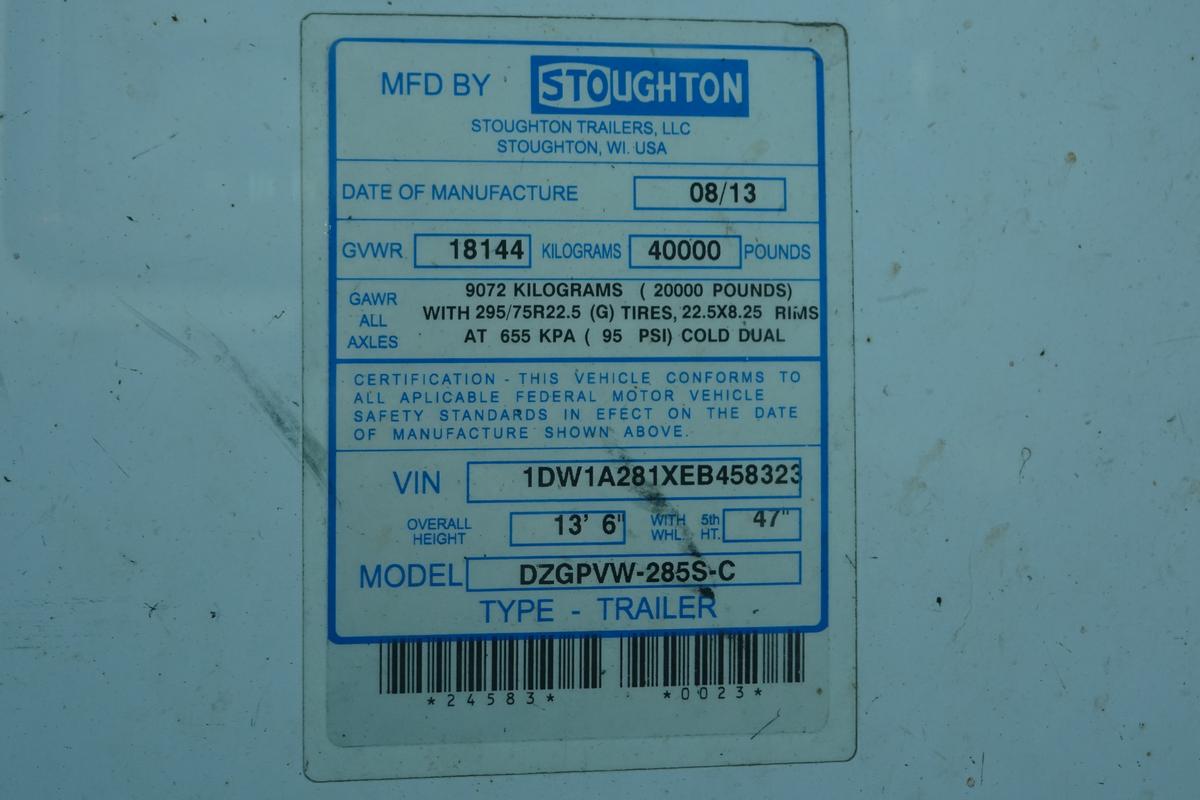 MFD BY STOUGHTON
STOUGHTON TRAILERS, LLC
STOUGHTON, WI. USA
DATE OF MANUFACTURE 08/13
GVWR 18144 KILOGRAMS 40000 POUNDS
GAWR ALL AXLES
9072 KILOGRAMS ( 20000 POUNDS)
WITH 295/75R22.5 (G) TIRES, 22.5X8.25 RIMS
AT 655 KPA ( 95 PSI) COLD DUAL
CERTIFICATION - THIS VEHICLE CONFORMS TO
ALL APLICABLE FEDERAL MOTOR VEHICLE
SAFETY STANDARDS IN EFECT ON THE DATE
OF MANUFACTURE SHOWN ABOVE.
VIN 1DW1A281XEB458323
OVERALL HEIGHT 13' 6" WITH 5th WHL. HT. 47"
MODEL DZGPVW-285S-C
TYPE - TRAILER
*24583* *0023*